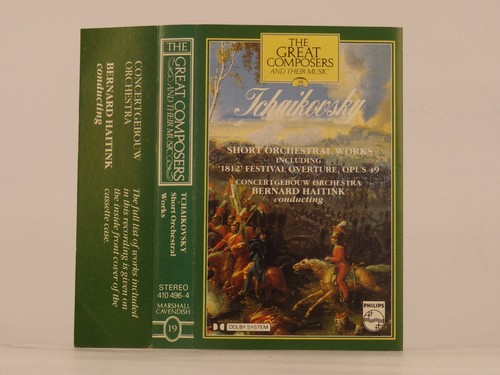 CONCERTGEBOUW
ORCHESTRA
BERNARD HAITINK
conducting
The full list of works included
in this recording is given on
the inside front cover of the
cassette case.
THE
GREAT COMPOSERS
AND THEIR MUSIC
TCHAIKOVSKY
Short Orchestral
Works
STEREO
410 496-4
MARSHALL
CAVENDISH
19
THE
GREAT
COMPOSERS
AND THEIR MUSIC
Tchaikovsky
SHORT ORCHESTRAL WORKS
INCLUDING
'1812' FESTIVAL OVERTURE, OPUS 49
CONCERTGEBOUW ORCHESTRA
BERNARD HAITINK
conducting
DOLBY SYSTEM
PHILIPS